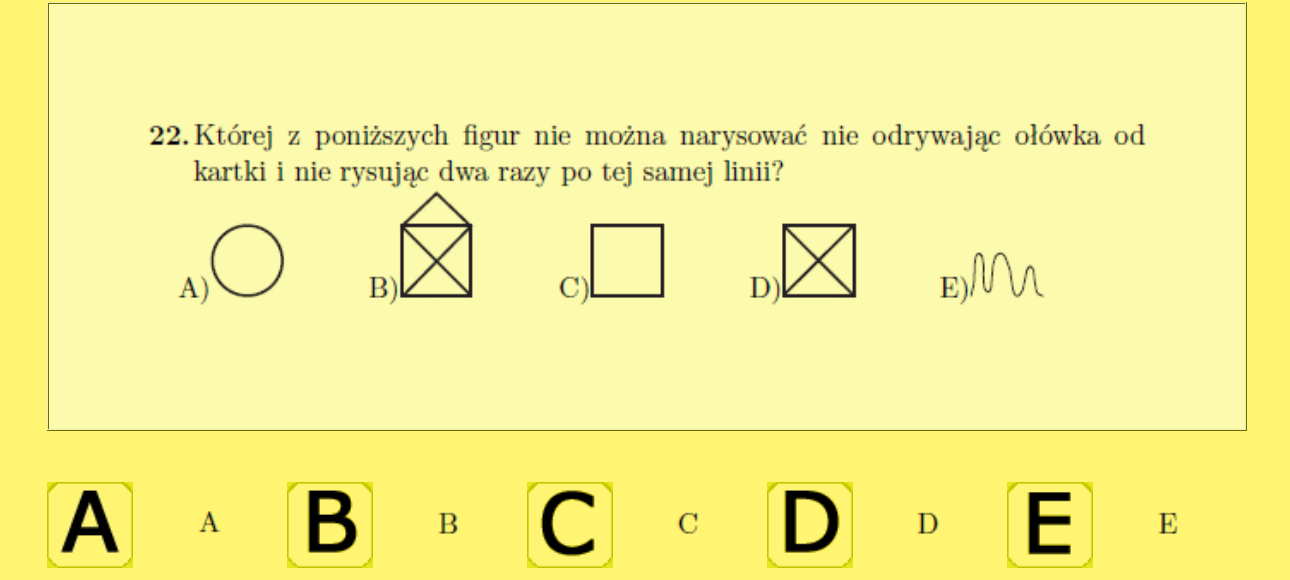 22. Której z poniższych figur nie można narysować nie odrywając ołówka od
kartki i nie rysując dwa razy po tej samej linii?
A) B) C) D) E)
A A B B C C D D E E